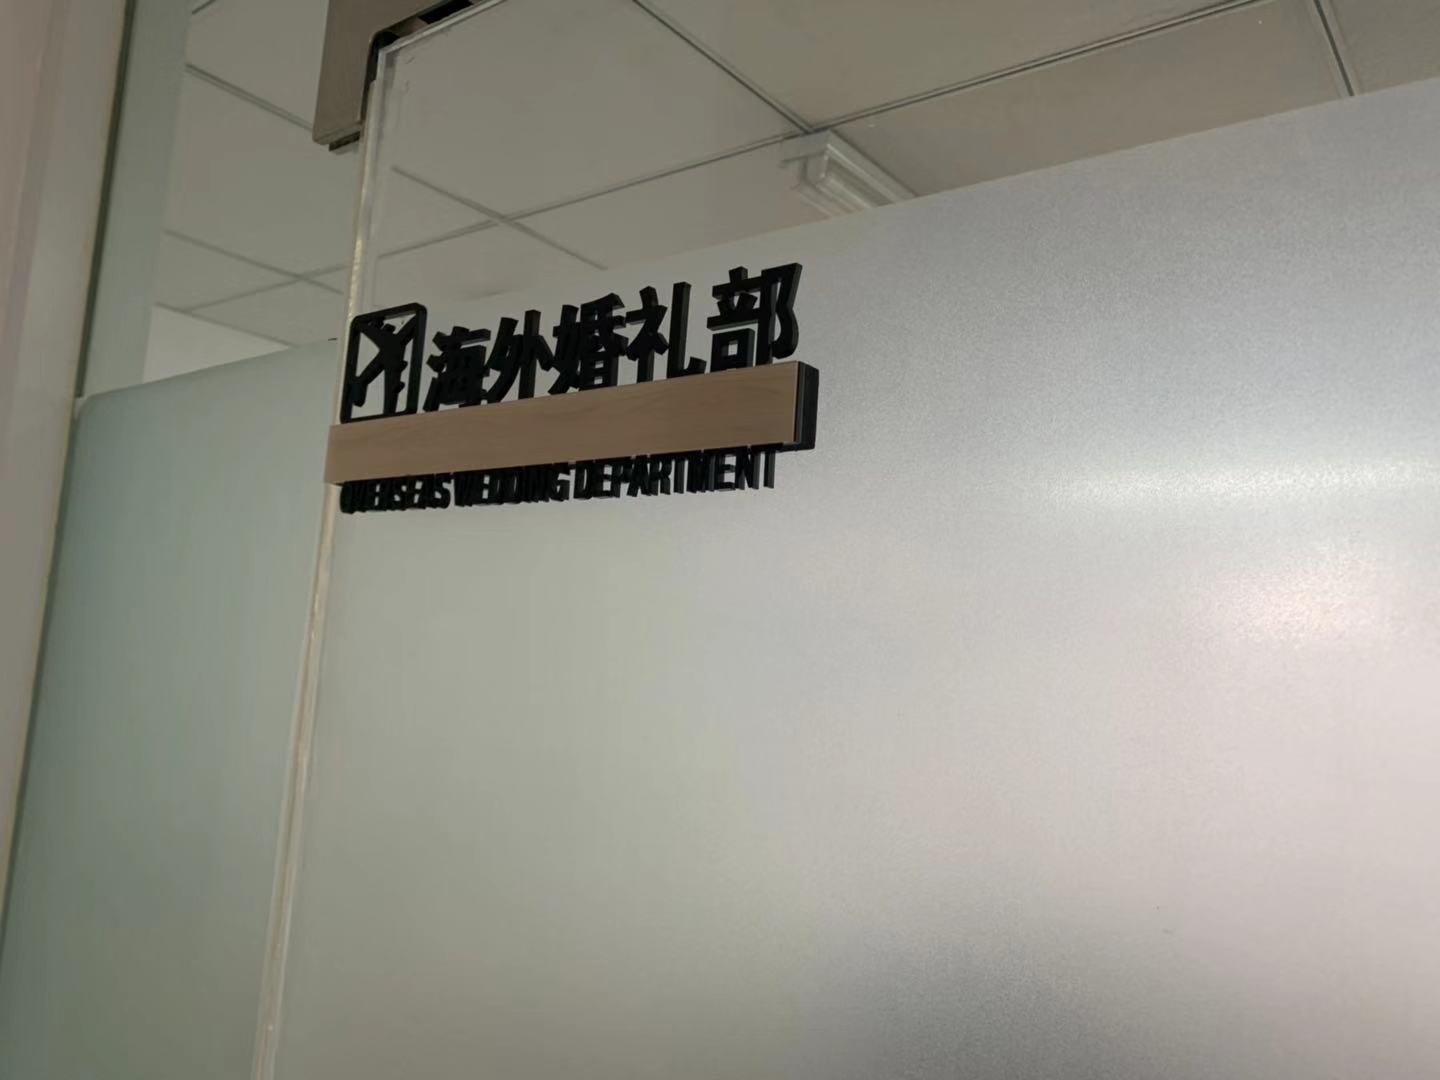 海外婚礼部
OVERSEAS WEDDING DEPARTMENT